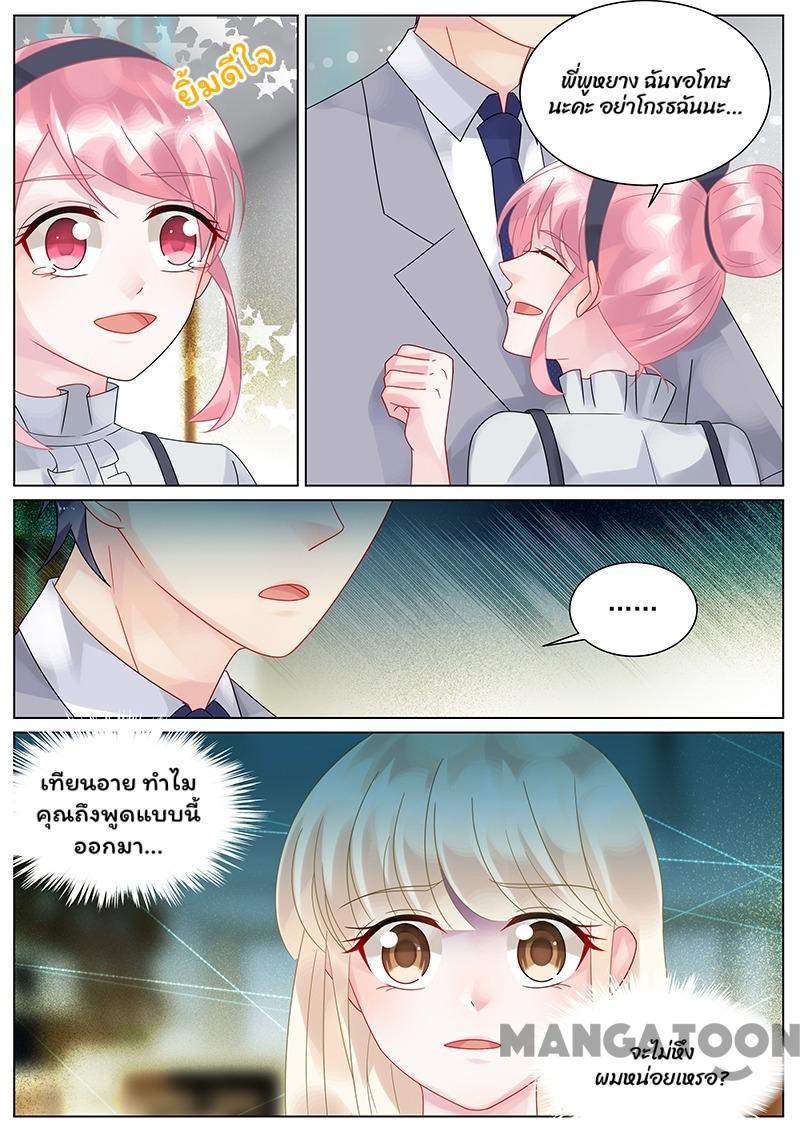 ยิ้มดีใจ
พี่พูหยาง ฉันขอโทษ
นะคะ อย่าโกรธฉันนะ...
......
เทียนอาย ทำไม
คุณถึงพูดแบบนี้
ออกมา...
MANGATOON
จะไม่หึง
ผมหน่อยเหรอ?